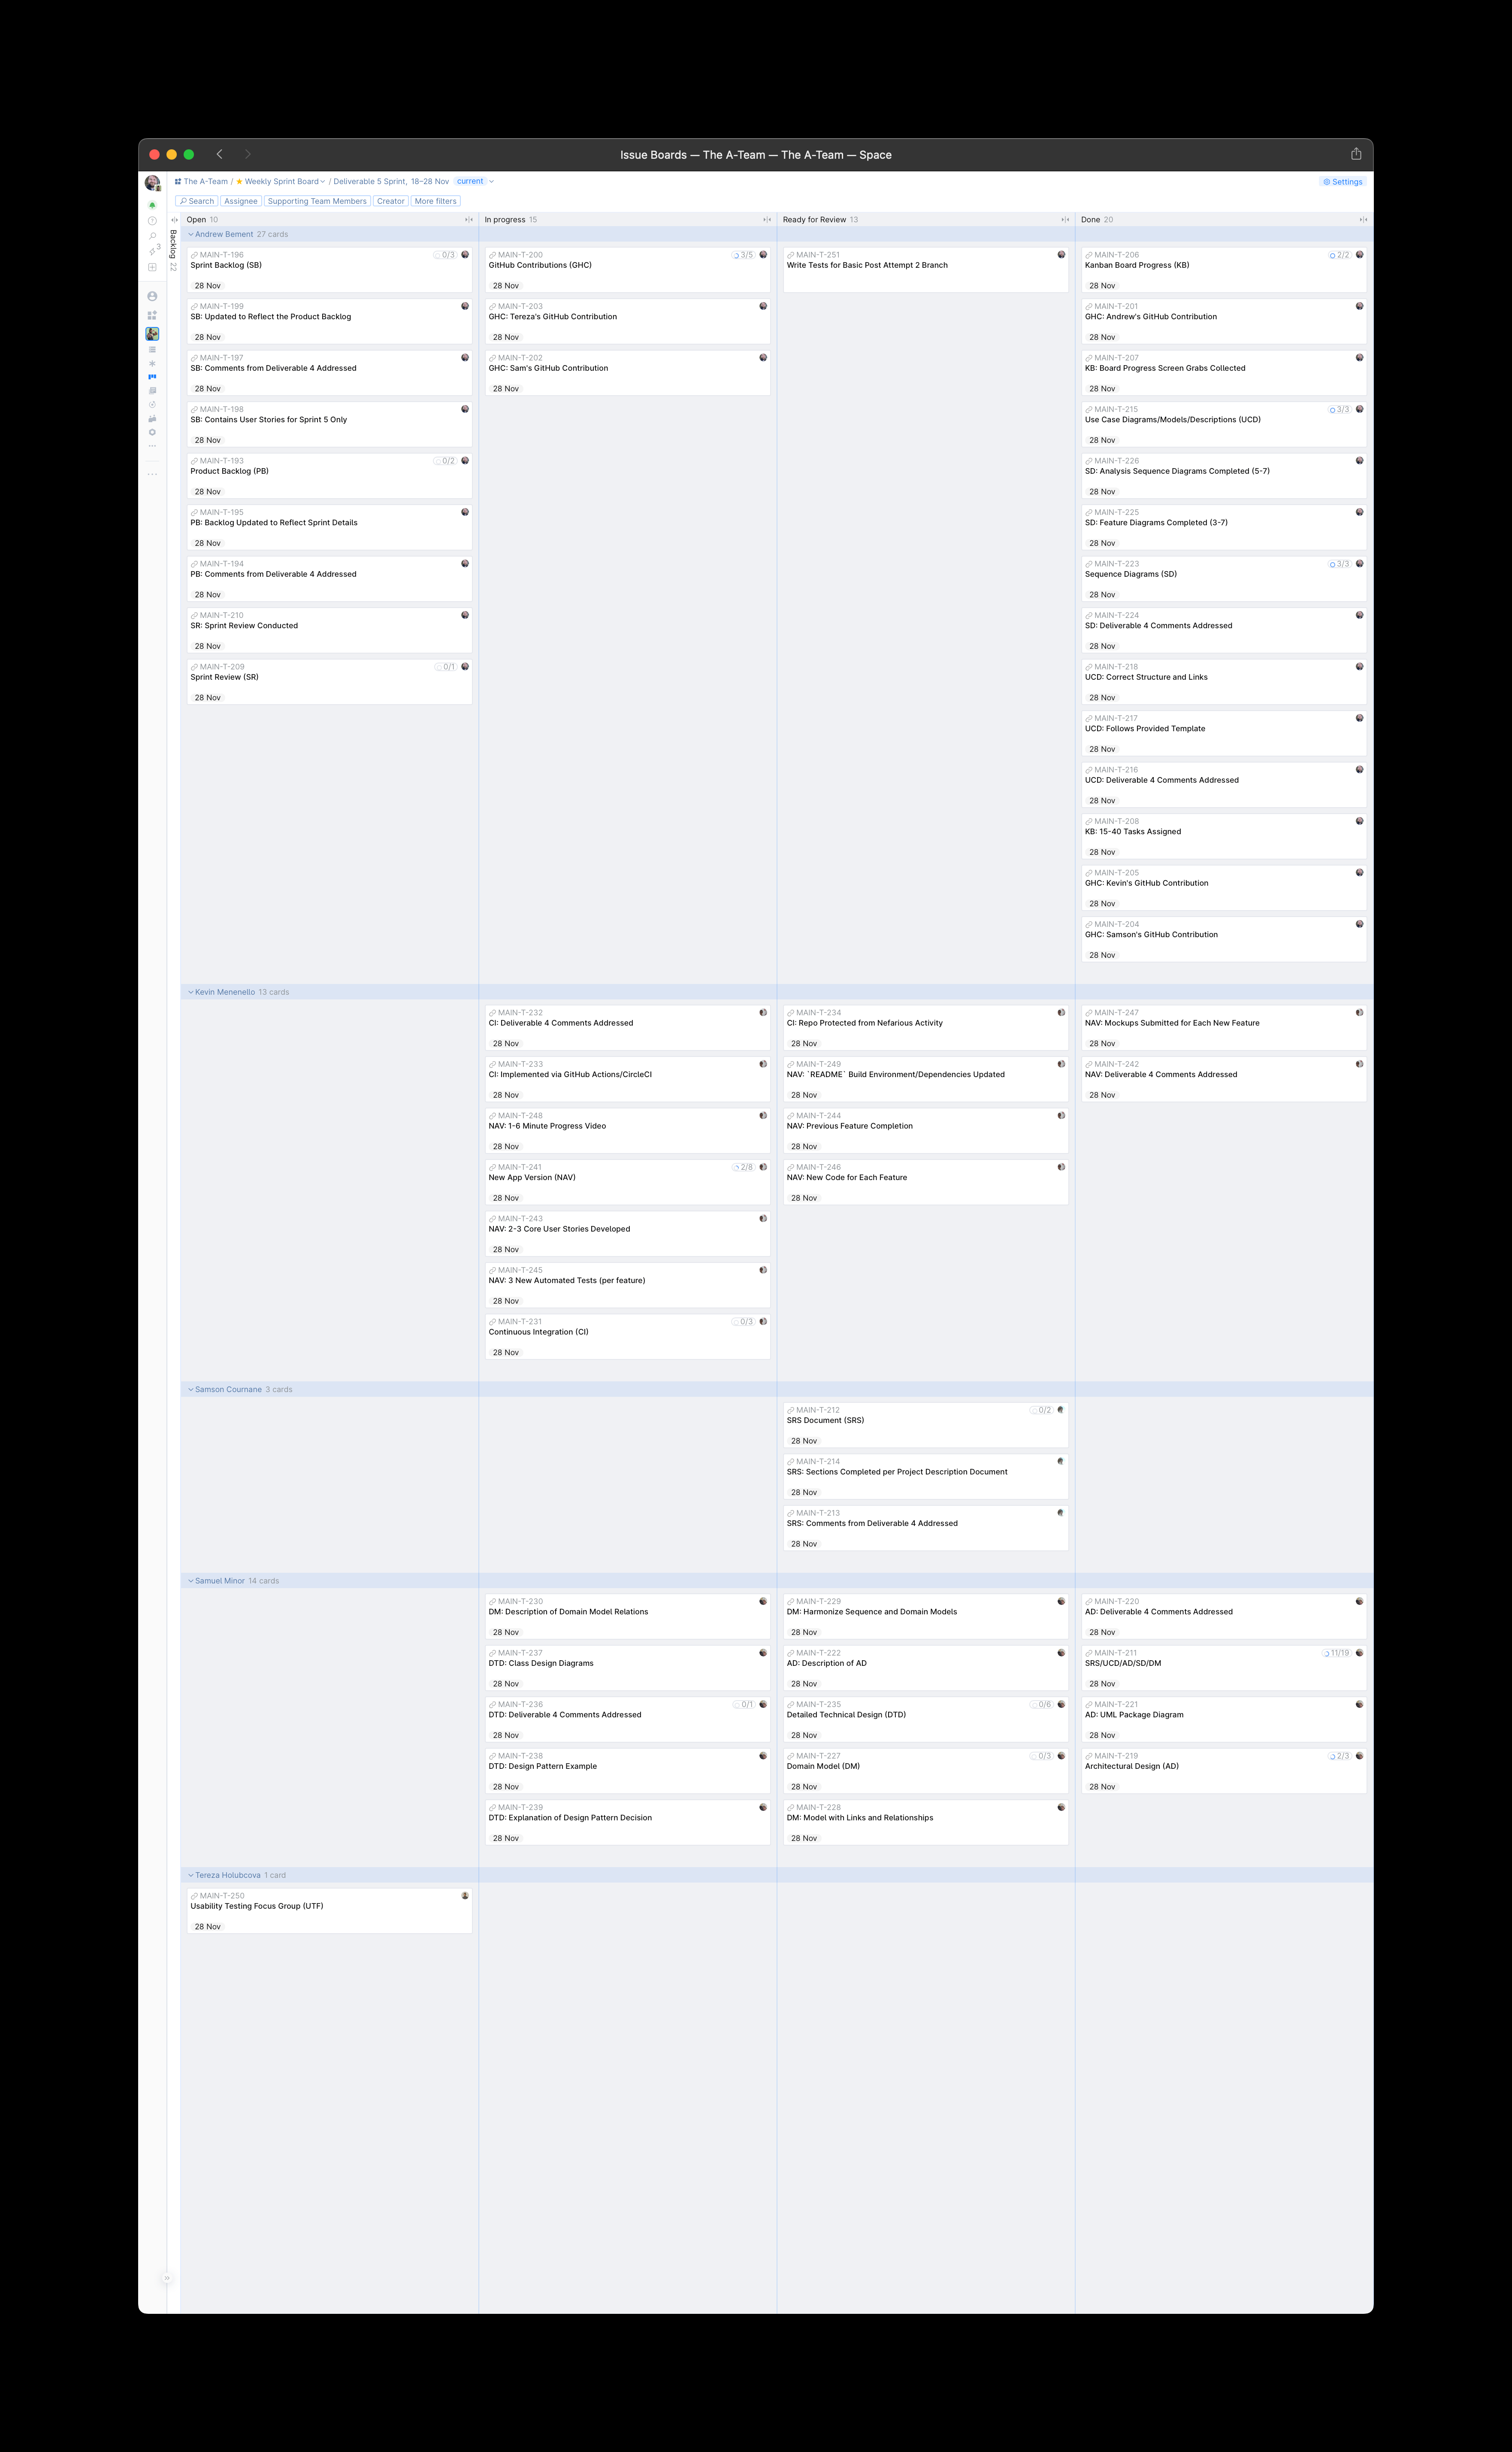 Issue Boards — The A-Team — The A-Team — Space
The A-Team / Weekly Sprint Board / Deliverable 5 Sprint, 18–28 Nov current
Settings
Search Assignee Supporting Team Members Creator More filters
3
Backlog 22
Open 10
In progress 15
Ready for Review 13
Done 20
Andrew Bement 27 cards
MAIN-T-196 0/3
Sprint Backlog (SB)
28 Nov
MAIN-T-199
SB: Updated to Reflect the Product Backlog
28 Nov
MAIN-T-197
SB: Comments from Deliverable 4 Addressed
28 Nov
MAIN-T-198
SB: Contains User Stories for Sprint 5 Only
28 Nov
MAIN-T-193 0/2
Product Backlog (PB)
28 Nov
MAIN-T-195
PB: Backlog Updated to Reflect Sprint Details
28 Nov
MAIN-T-194
PB: Comments from Deliverable 4 Addressed
28 Nov
MAIN-T-210
SR: Sprint Review Conducted
28 Nov
MAIN-T-209 0/1
Sprint Review (SR)
28 Nov
MAIN-T-200 3/5
GitHub Contributions (GHC)
28 Nov
MAIN-T-203
GHC: Tereza's GitHub Contribution
28 Nov
MAIN-T-202
GHC: Sam's GitHub Contribution
28 Nov
MAIN-T-251
Write Tests for Basic Post Attempt 2 Branch
MAIN-T-206 2/2
Kanban Board Progress (KB)
28 Nov
MAIN-T-201
GHC: Andrew's GitHub Contribution
28 Nov
MAIN-T-207
KB: Board Progress Screen Grabs Collected
28 Nov
MAIN-T-215 3/3
Use Case Diagrams/Models/Descriptions (UCD)
28 Nov
MAIN-T-226
SD: Analysis Sequence Diagrams Completed (5-7)
28 Nov
MAIN-T-225
SD: Feature Diagrams Completed (3-7)
28 Nov
MAIN-T-223 3/3
Sequence Diagrams (SD)
28 Nov
MAIN-T-224
SD: Deliverable 4 Comments Addressed
28 Nov
MAIN-T-218
UCD: Correct Structure and Links
28 Nov
MAIN-T-217
UCD: Follows Provided Template
28 Nov
MAIN-T-216
UCD: Deliverable 4 Comments Addressed
28 Nov
MAIN-T-208
KB: 15-40 Tasks Assigned
28 Nov
MAIN-T-205
GHC: Kevin's GitHub Contribution
28 Nov
MAIN-T-204
GHC: Samson's GitHub Contribution
28 Nov
Kevin Menenello 13 cards
MAIN-T-232
CI: Deliverable 4 Comments Addressed
28 Nov
MAIN-T-233
CI: Implemented via GitHub Actions/CircleCI
28 Nov
MAIN-T-248
NAV: 1-6 Minute Progress Video
28 Nov
MAIN-T-241 2/8
New App Version (NAV)
28 Nov
MAIN-T-243
NAV: 2-3 Core User Stories Developed
28 Nov
MAIN-T-245
NAV: 3 New Automated Tests (per feature)
28 Nov
MAIN-T-231 0/3
Continuous Integration (CI)
28 Nov
MAIN-T-234
CI: Repo Protected from Nefarious Activity
28 Nov
MAIN-T-249
NAV: `README` Build Environment/Dependencies Updated
28 Nov
MAIN-T-244
NAV: Previous Feature Completion
28 Nov
MAIN-T-246
NAV: New Code for Each Feature
28 Nov
MAIN-T-247
NAV: Mockups Submitted for Each New Feature
28 Nov
MAIN-T-242
NAV: Deliverable 4 Comments Addressed
28 Nov
Samson Cournane 3 cards
MAIN-T-212 0/2
SRS Document (SRS)
28 Nov
MAIN-T-214
SRS: Sections Completed per Project Description Document
28 Nov
MAIN-T-213
SRS: Comments from Deliverable 4 Addressed
28 Nov
Samuel Minor 14 cards
MAIN-T-230
DM: Description of Domain Model Relations
28 Nov
MAIN-T-237
DTD: Class Design Diagrams
28 Nov
MAIN-T-236 0/1
DTD: Deliverable 4 Comments Addressed
28 Nov
MAIN-T-238
DTD: Design Pattern Example
28 Nov
MAIN-T-239
DTD: Explanation of Design Pattern Decision
28 Nov
MAIN-T-229
DM: Harmonize Sequence and Domain Models
28 Nov
MAIN-T-222
AD: Description of AD
28 Nov
MAIN-T-235 0/6
Detailed Technical Design (DTD)
28 Nov
MAIN-T-227 0/3
Domain Model (DM)
28 Nov
MAIN-T-228
DM: Model with Links and Relationships
28 Nov
MAIN-T-220
AD: Deliverable 4 Comments Addressed
28 Nov
MAIN-T-211 11/19
SRS/UCD/AD/SD/DM
28 Nov
MAIN-T-221
AD: UML Package Diagram
28 Nov
MAIN-T-219 2/3
Architectural Design (AD)
28 Nov
Tereza Holubcova 1 card
MAIN-T-250
Usability Testing Focus Group (UTF)
28 Nov